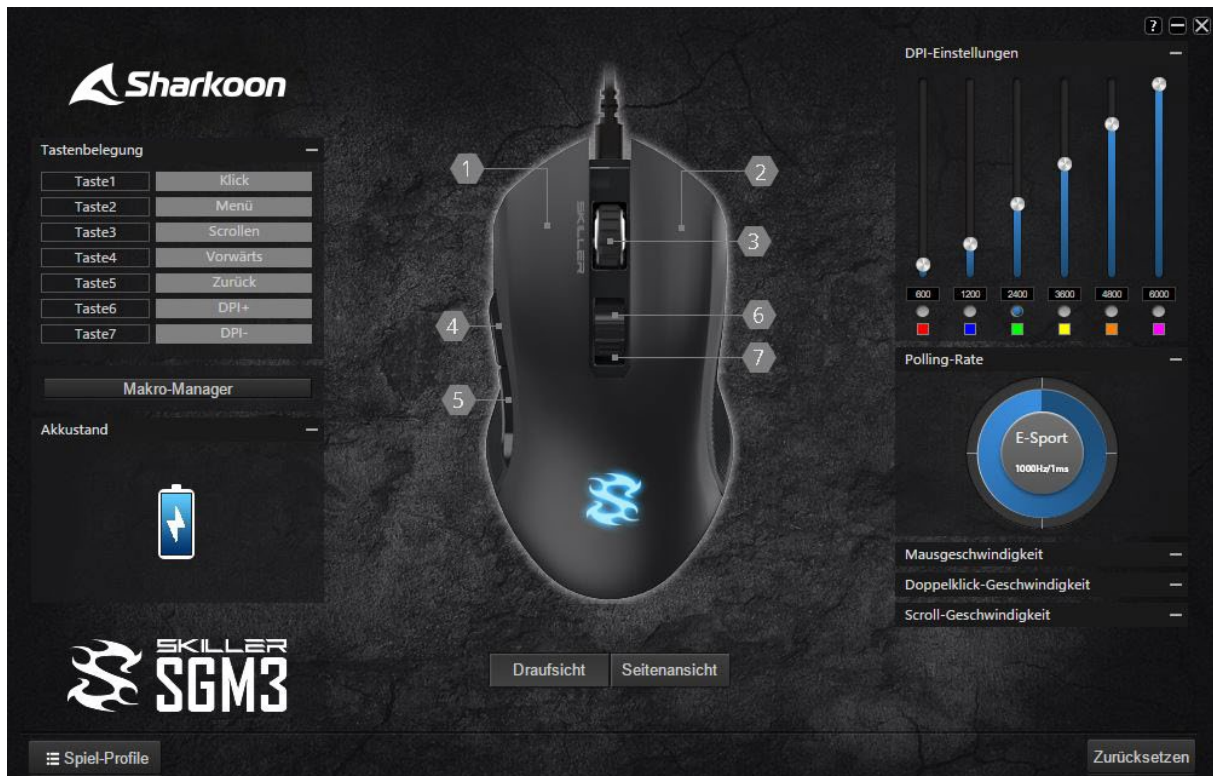 ?
Sharkoon
Tastenbelegung
Taste1 Klick
Taste2 Menü
Taste3 Scrollen
Taste4 Vorwärts
Taste5 Zurück
Taste6 DPI+
Taste7 DPI-
Makro-Manager
Akkustand
SKILLER
SGM3
Spiel-Profile
1
2
3
4
5
6
7
SKILLER
Draufsicht
Seitenansicht
DPI-Einstellungen
600 1200 2400 3600 4800 6000
Polling-Rate
E-Sport
1000Hz/1ms
Mausgeschwindigkeit
Doppelklick-Geschwindigkeit
Scroll-Geschwindigkeit
Zurücksetzen